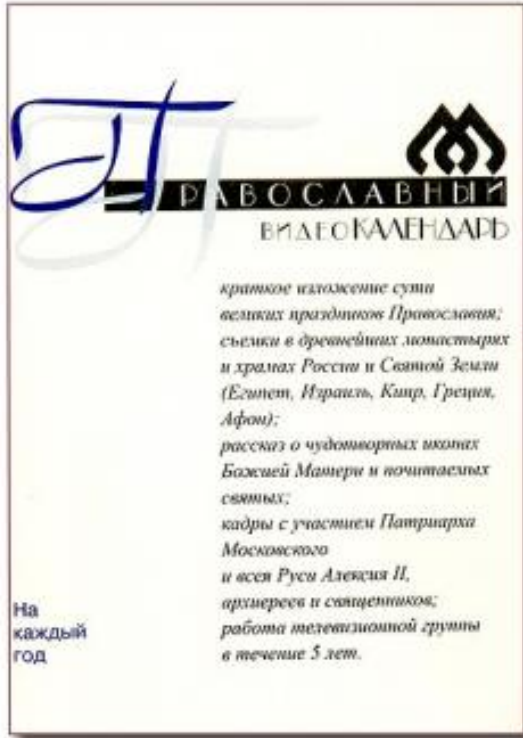 ПРАВОСЛАВНЫЙ
ВИДЕОКАЛЕНДАРЬ
краткое изложение сути
великих праздников Православия;
съемки в древнейших монастырях
и храмах России и Святой Земли
(Египет, Израиль, Кипр, Греция,
Афон);
рассказ о чудотворных иконах
Божией Матери и почитаемых
святых;
кадры с участием Патриарха
Московского
и всея Руси Алексия II,
архиереев и священников;
работа телевизионной группы
в течение 5 лет.
На
каждый
год